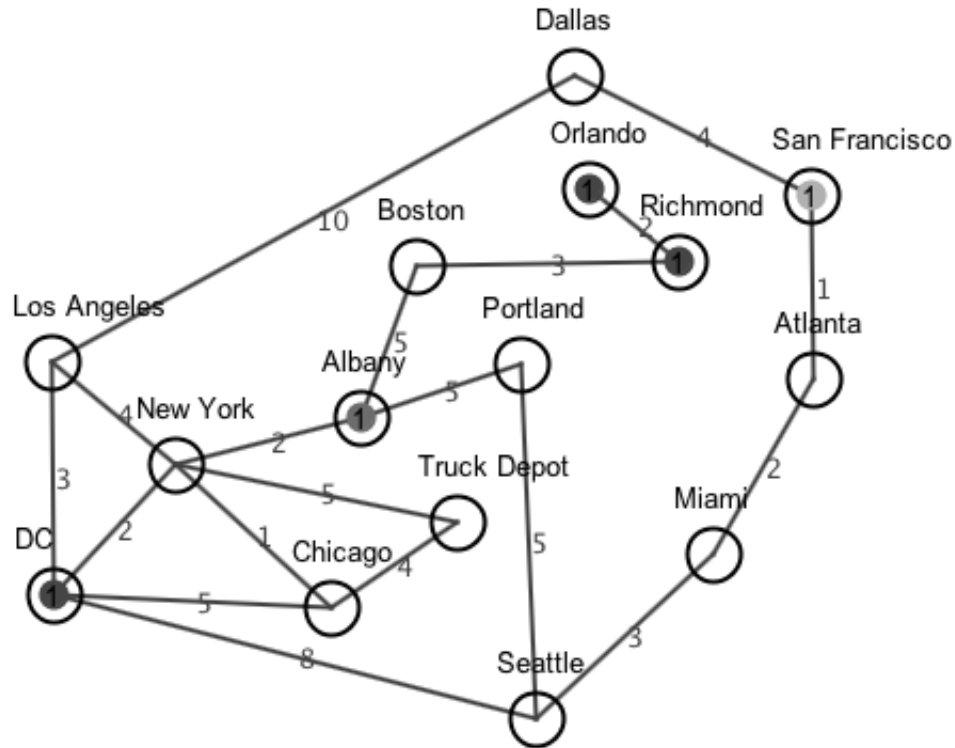 Dallas
Orlando
4
San Francisco
1
1
Richmond
Boston
10
2
1
3
1
Los Angeles
Portland
Atlanta
5
Albany
5
4
New York
1
2
Truck Depot
2
3
5
Miami
DC
2
1
Chicago
5
4
1
5
3
8
Seattle